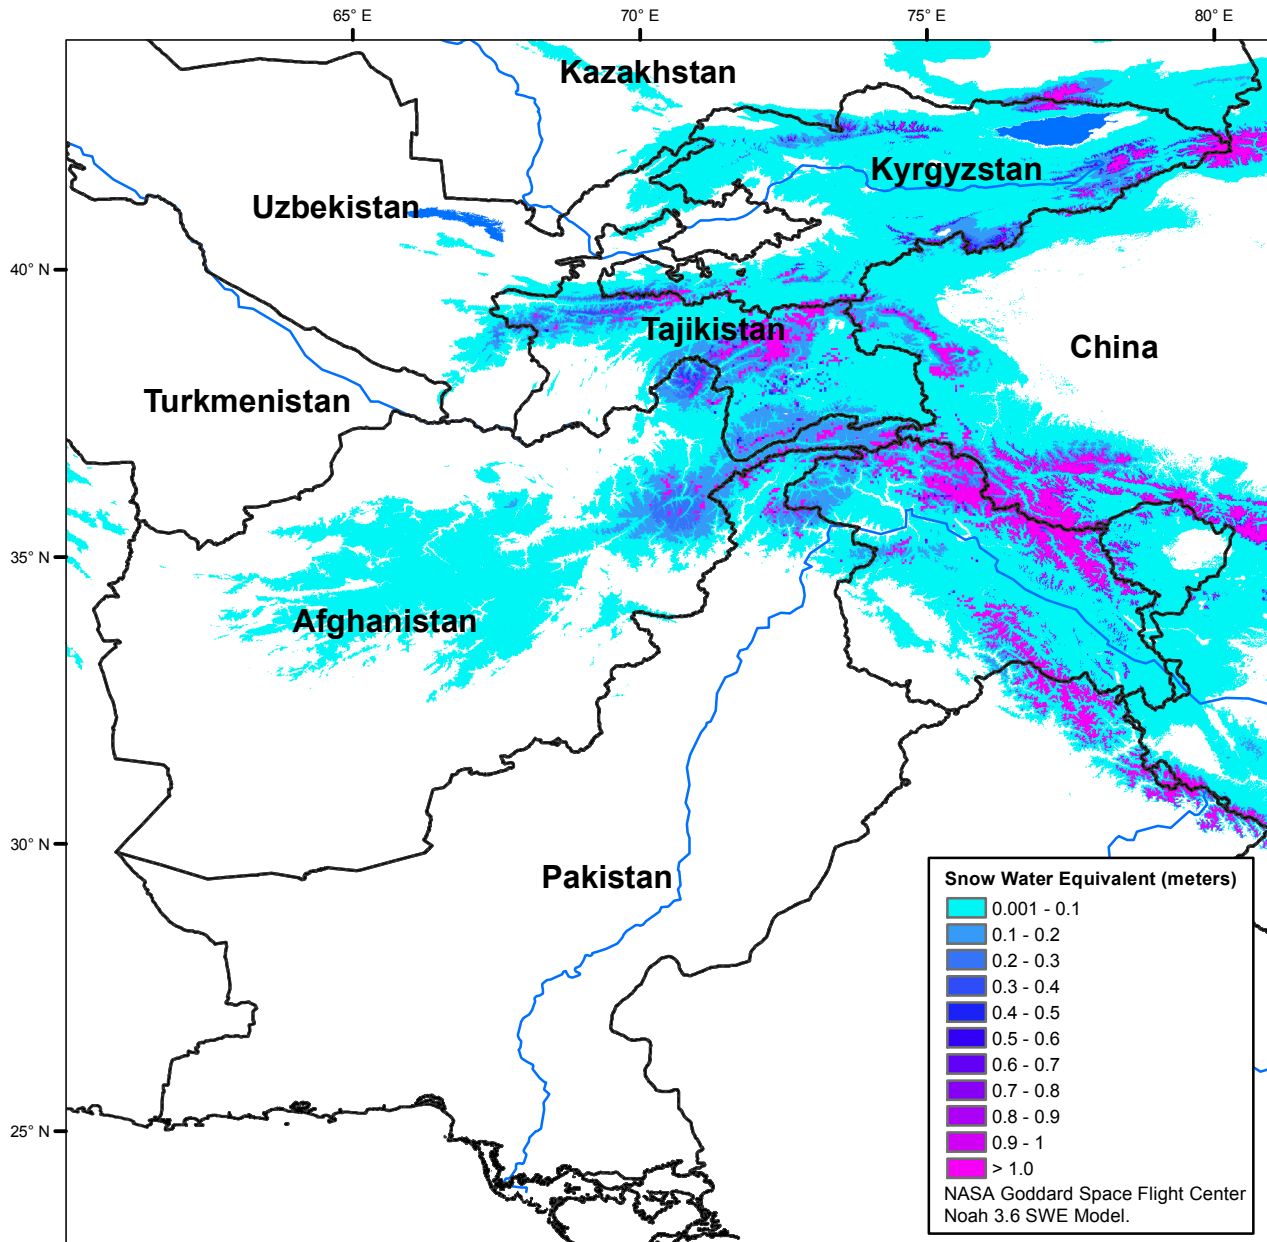 65° E
70° E
75° E
80° E
Kazakhstan
Kyrgyzstan
Uzbekistan
40° N
Tajikistan
China
Turkmenistan
35° N
Afghanistan
30° N
Pakistan
25° N
Snow Water Equivalent (meters)
0.001 - 0.1
0.1 - 0.2
0.2 - 0.3
0.3 - 0.4
0.4 - 0.5
0.5 - 0.6
0.6 - 0.7
0.7 - 0.8
0.8 - 0.9
0.9 - 1
> 1.0
NASA Goddard Space Flight Center
Noah 3.6 SWE Model.